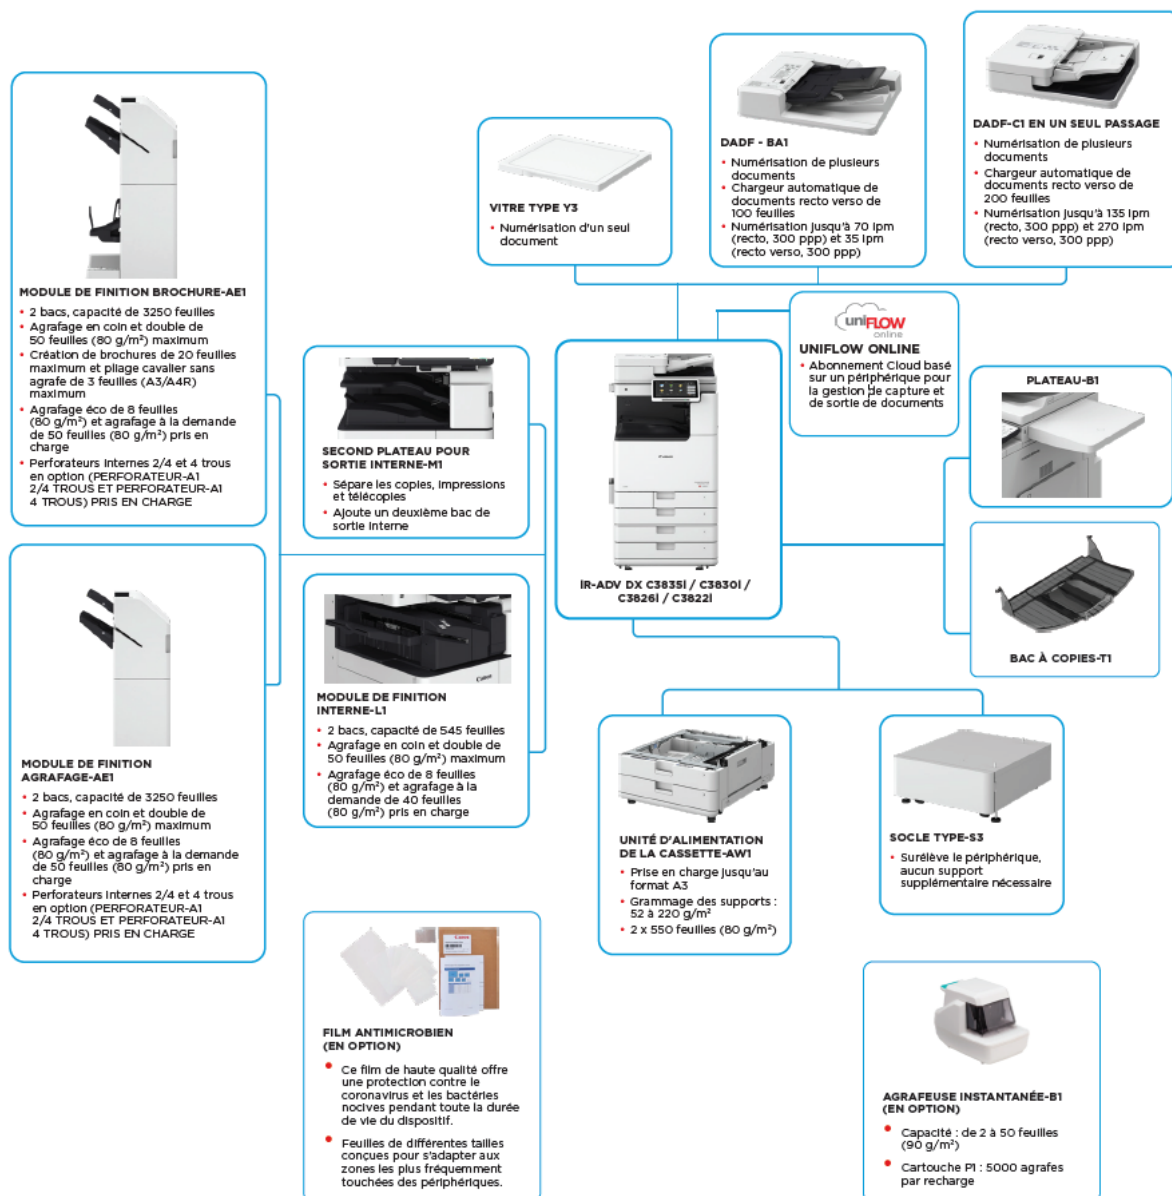 MODULE DE FINITION BROCHURE-AE1
• 2 bacs, capacité de 3250 feuilles
• Agrafage en coin et double de
50 feuilles (80 g/m²) maximum
• Création de brochures de 20 feuilles
maximum et pliage cavalier sans
agrafe de 3 feuilles (A3/A4R)
maximum
• Agrafage éco de 8 feuilles
(80 g/m²) et agrafage à la demande
de 50 feuilles (80 g/m²) pris en
charge
• Perforateurs internes 2/4 et 4 trous
en option (PERFORATEUR-A1
2/4 TROUS ET PERFORATEUR-A1
4 TROUS) PRIS EN CHARGE
MODULE DE FINITION
AGRAFAGE-AE1
• 2 bacs, capacité de 3250 feuilles
• Agrafage en coin et double de
50 feuilles (80 g/m²) maximum
• Agrafage éco de 8 feuilles
(80 g/m²) et agrafage à la demande
de 50 feuilles (80 g/m²) pris en
charge
• Perforateurs internes 2/4 et 4 trous
en option (PERFORATEUR-A1
2/4 TROUS ET PERFORATEUR-A1
4 TROUS) PRIS EN CHARGE
VITRE TYPE Y3
• Numérisation d'un seul
document
DADF - BA1
• Numérisation de plusieurs
documents
• Chargeur automatique de
documents recto verso de
100 feuilles
• Numérisation jusqu'à 70 ipm
(recto, 300 ppp) et 35 ipm
(recto verso, 300 ppp)
DADF-C1 EN UN SEUL PASSAGE
• Numérisation de plusieurs
documents
• Chargeur automatique de
documents recto verso de
200 feuilles
• Numérisation jusqu'à 135 ipm
(recto, 300 ppp) et 270 ipm
(recto verso, 300 ppp)
uniFLOW
online
UNIFLOW ONLINE
• Abonnement Cloud basé
sur un périphérique pour
la gestion de capture et
de sortie de documents
SECOND PLATEAU POUR
SORTIE INTERNE-M1
• Sépare les copies, impressions
et télécopies
• Ajoute un deuxième bac de
sortie interne
Canon
iR-ADV DX C3835i / C3830i /
C3826i / C3822i
PLATEAU-B1
BAC À COPIES-T1
Canon
MODULE DE FINITION
INTERNE-L1
• 2 bacs, capacité de 545 feuilles
• Agrafage en coin et double de
50 feuilles (80 g/m²) maximum
• Agrafage éco de 8 feuilles
(80 g/m²) et agrafage à la
demande de 40 feuilles
(80 g/m²) pris en charge
UNITÉ D'ALIMENTATION
DE LA CASSETTE-AW1
• Prise en charge jusqu'au
format A3
• Grammage des supports :
52 à 220 g/m²
• 2 x 550 feuilles (80 g/m²)
SOCLE TYPE-S3
• Surélève le périphérique,
aucun support
supplémentaire nécessaire
FILM ANTIMICROBIEN
(EN OPTION)
• Ce film de haute qualité offre
une protection contre le
coronavirus et les bactéries
nocives pendant toute la durée
de vie du dispositif.
• Feuilles de différentes tailles
conçues pour s'adapter aux
zones les plus fréquemment
touchées des périphériques.
AGRAFEUSE INSTANTANÉE-B1
(EN OPTION)
• Capacité : de 2 à 50 feuilles
(90 g/m²)
• Cartouche P1 : 5000 agrafes
par recharge